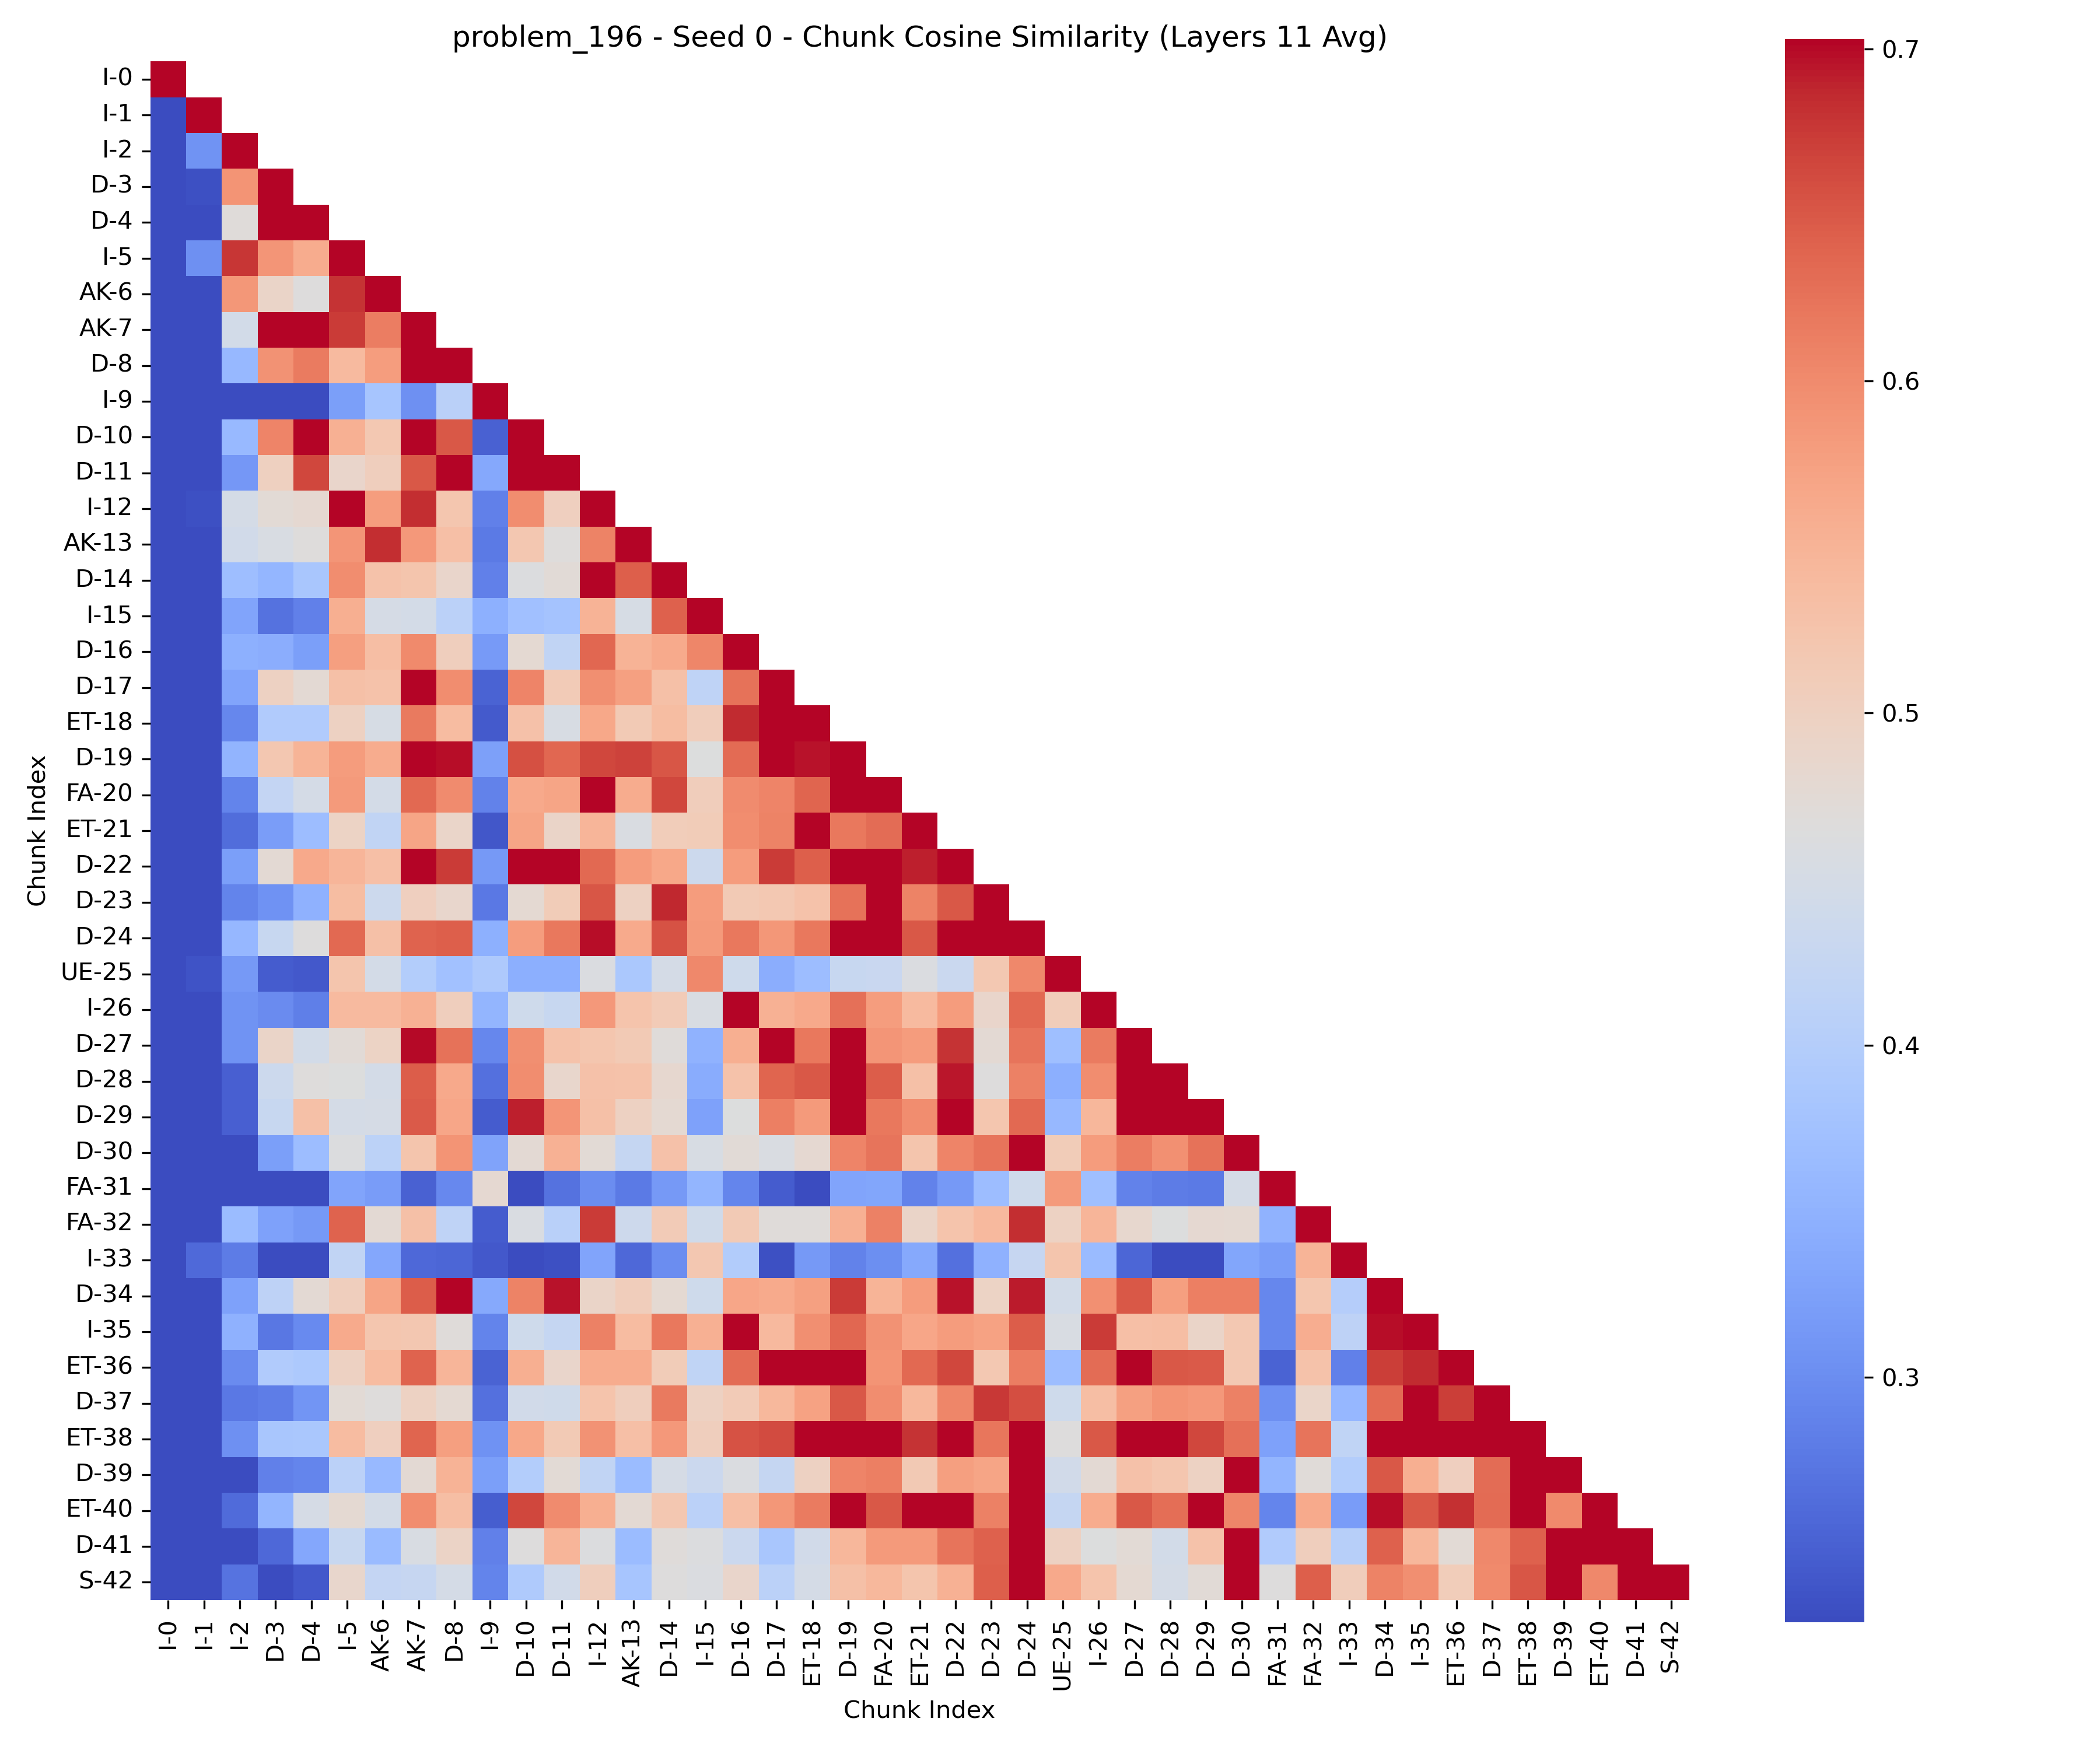 problem_196 - Seed 0 - Chunk Cosine Similarity (Layers 11 Avg)
I-0
I-1
I-2
D-3
D-4
I-5
AK-6
AK-7
D-8
I-9
D-10
D-11
I-12
AK-13
D-14
I-15
D-16
D-17
ET-18
D-19
FA-20
ET-21
D-22
D-23
D-24
UE-25
I-26
D-27
D-28
D-29
D-30
FA-31
FA-32
I-33
D-34
I-35
ET-36
D-37
ET-38
D-39
ET-40
D-41
S-42
Chunk Index
I-0 I-1 I-2 D-3 D-4 I-5 AK-6 AK-7 D-8 I-9 D-10 D-11 I-12 AK-13 D-14 I-15 D-16 D-17 ET-18 D-19 FA-20 ET-21 D-22 D-23 D-24 UE-25 I-26 D-27 D-28 D-29 D-30 FA-31 FA-32 I-33 D-34 I-35 ET-36 D-37 ET-38 D-39 ET-40 D-41 S-42
Chunk Index
0.7
0.6
0.5
0.4
0.3